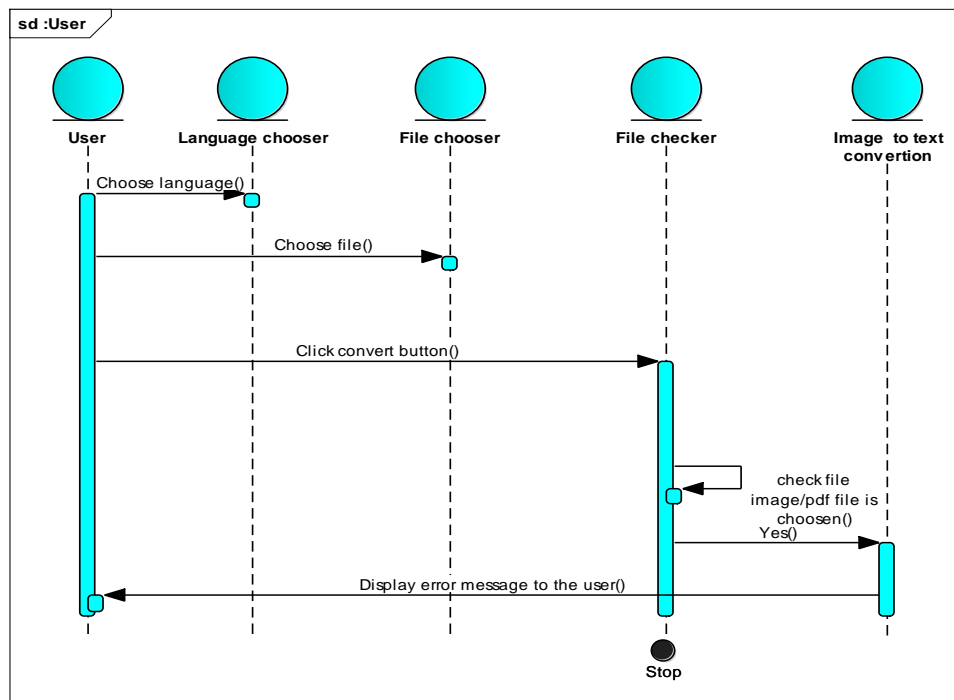 sd :User
User
Language chooser
File chooser
File checker
Image to text
convertion
Choose language()
Choose file()
Click convert button()
check file
image/pdf file is
choosen()
Yes()
Display error message to the user()
Stop